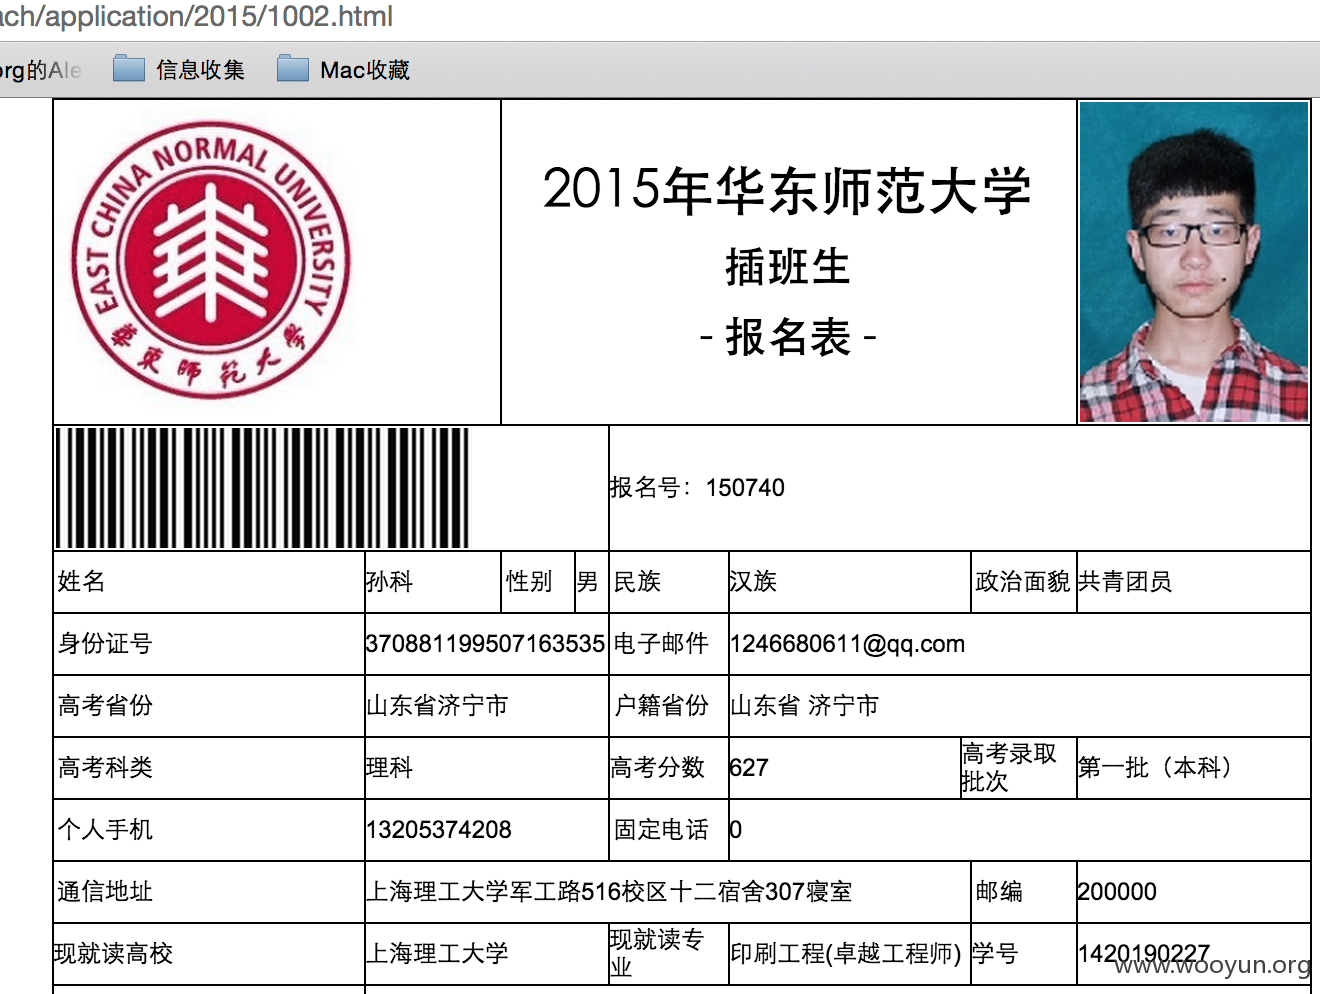 ach/application/2015/1002.html
org的Ale
信息收集
Mac收藏
EAST CHINA NORMAL UNIVERSITY
华东师范大学
2015年华东师范大学
插班生
- 报名表 -
报名号：150740
姓名 孙科 性别 男 民族 汉族 政治面貌 共青团员
身份证号 370881199507163535 电子邮件 1246680611@qq.com
高考省份 山东省济宁市 户籍省份 山东省 济宁市
高考科类 理科 高考分数 627 高考录取批次 第一批（本科）
个人手机 13205374208 固定电话 0
通信地址 上海理工大学军工路516校区十二宿舍307寝室 邮编 200000
现就读高校 上海理工大学 现就读专业 印刷工程(卓越工程师) 学号 1420190227
www.wooyun.org